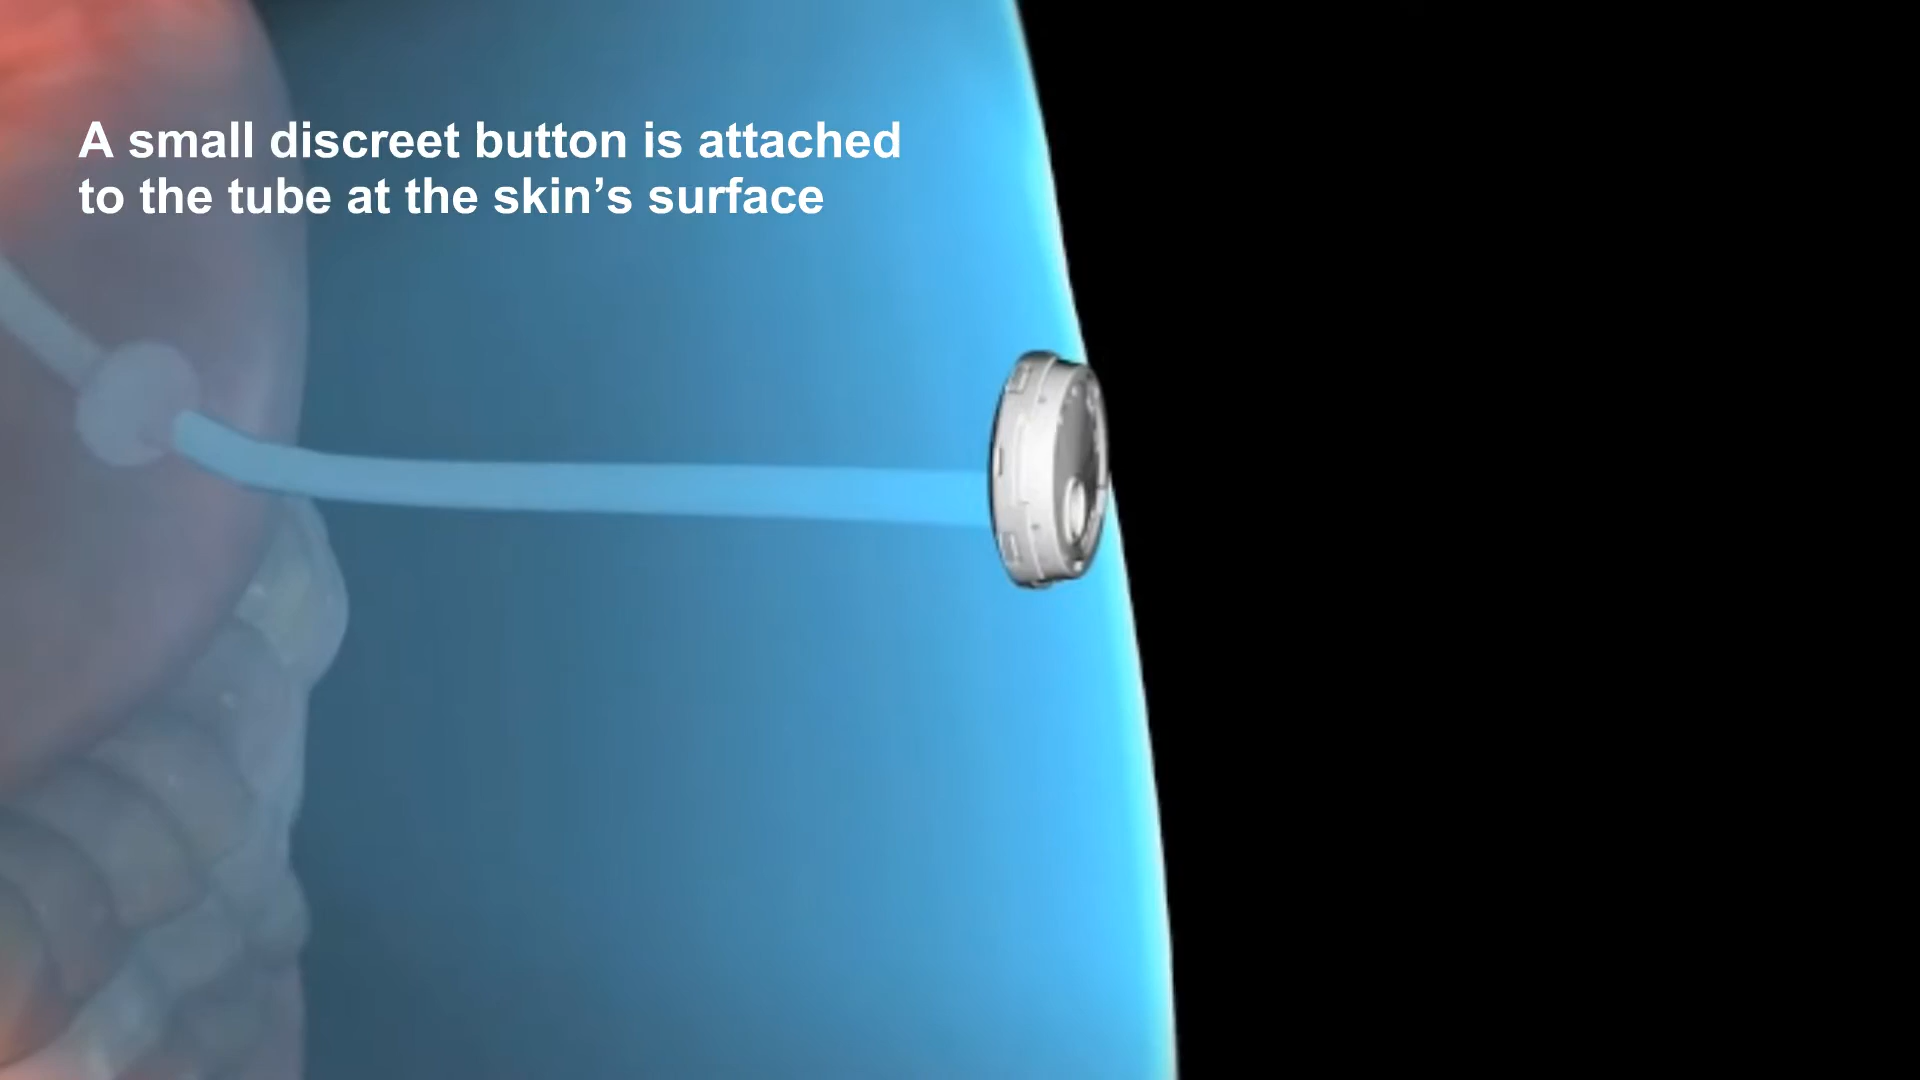 A small discreet button is attached
to the tube at the skin’s surface